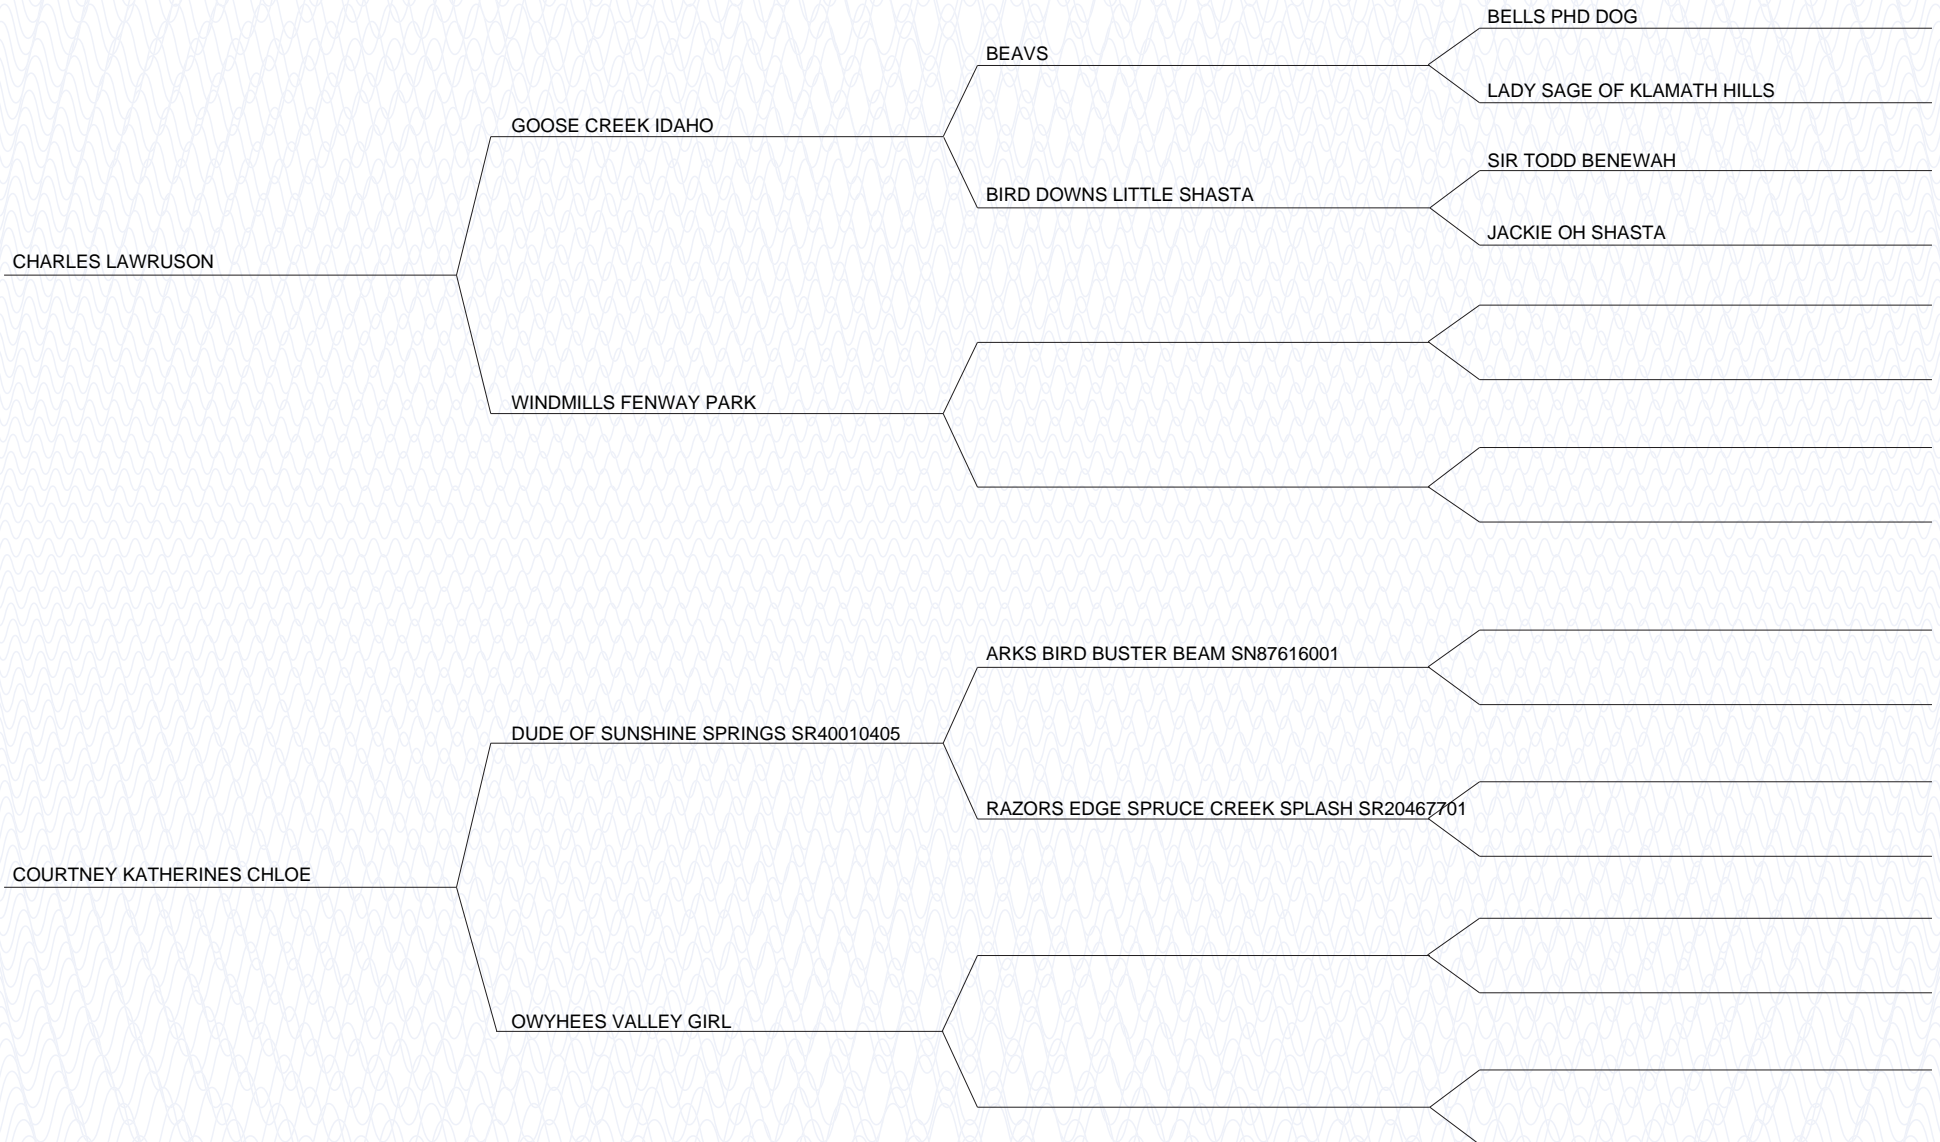 BELLS PHD DOG
BEAVS
LADY SAGE OF KLAMATH HILLS
GOOSE CREEK IDAHO
SIR TODD BENEWAH
BIRD DOWNS LITTLE SHASTA
JACKIE OH SHASTA
CHARLES LAWRUSON
WINDMILLS FENWAY PARK
ARKS BIRD BUSTER BEAM SN87616001
DUDE OF SUNSHINE SPRINGS SR40010405
RAZORS EDGE SPRUCE CREEK SPLASH SR20467701
COURTNEY KATHERINES CHLOE
OWYHEES VALLEY GIRL